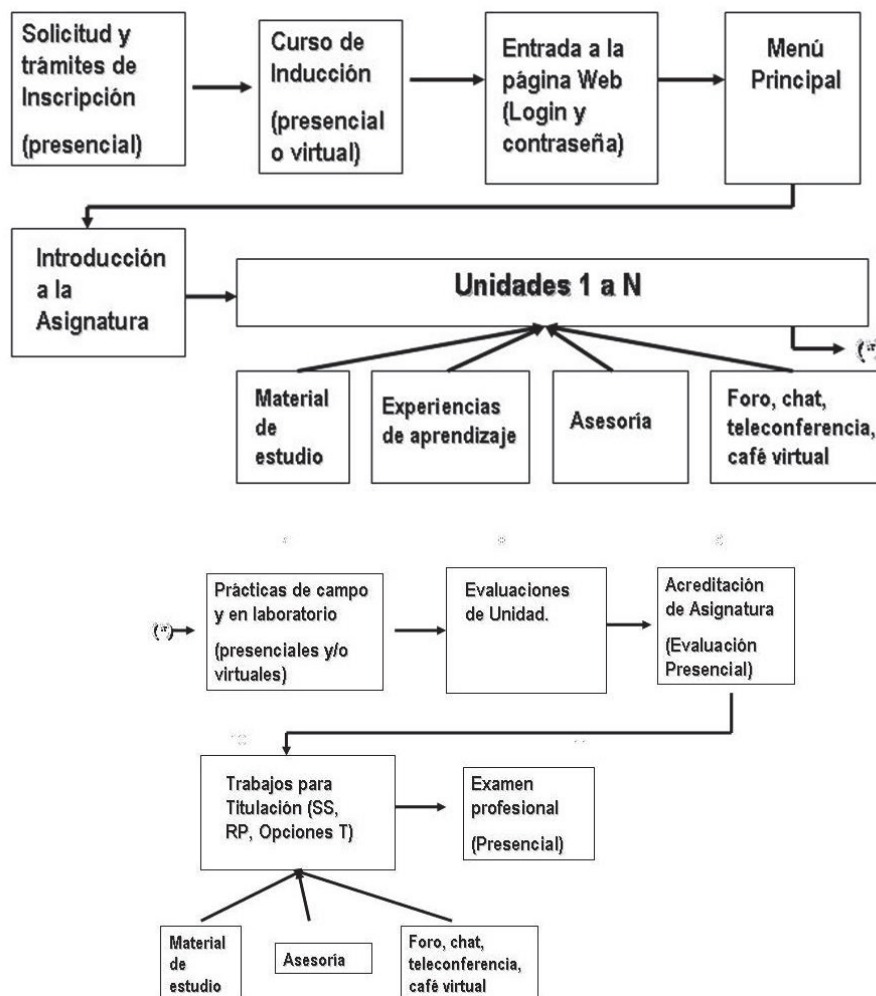 Solicitud y
trámites de
Inscripción
(presencial)
Curso de
Inducción
(presencial
o virtual)
Entrada a la
página Web
(Login y
contraseña)
Menú
Principal
Introducción
a la
Asignatura
Unidades 1 a N
(*)
Material
de
estudio
Experiencias
de aprendizaje
Asesoría
Foro, chat,
teleconferencia,
café virtual
(*)
Prácticas de campo
y en laboratorio
(presenciales y/o
virtuales)
Evaluaciones
de Unidad.
Acreditación
de Asignatura
(Evaluación
Presencial)
Trabajos para
Titulación (SS,
RP, Opciones T)
Examen
profesional
(Presencial)
Material
de
estudio
Asesoría
Foro, chat,
teleconferencia,
café virtual